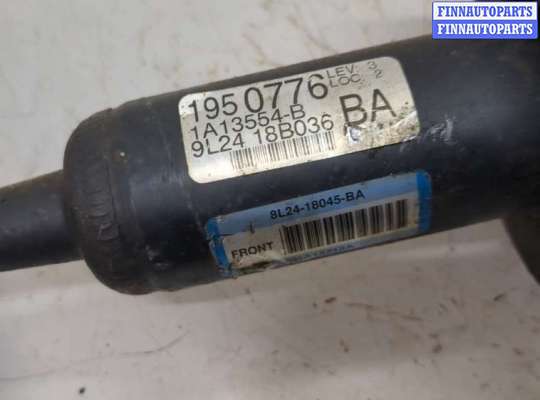 FINNAUTOPARTS
FINNAUTOPARTS
1950776
LEV: 3
LOC: 2
1A13554-B
9L24 18B036
BA
8L24-18045-BA
FRONT